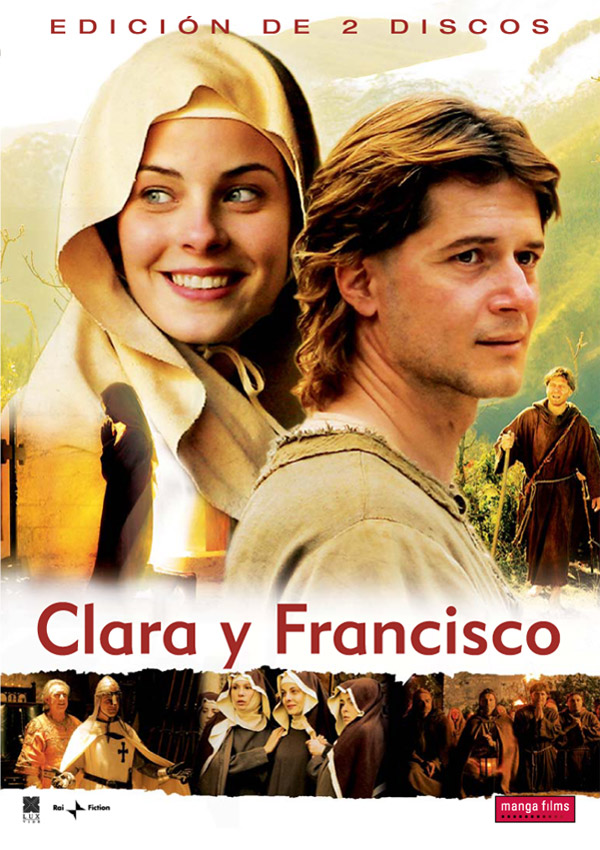 EDICIÓN DE 2 DISCOS
Clara y Francisco
LUX
VIDE
Rai Fiction
manga films